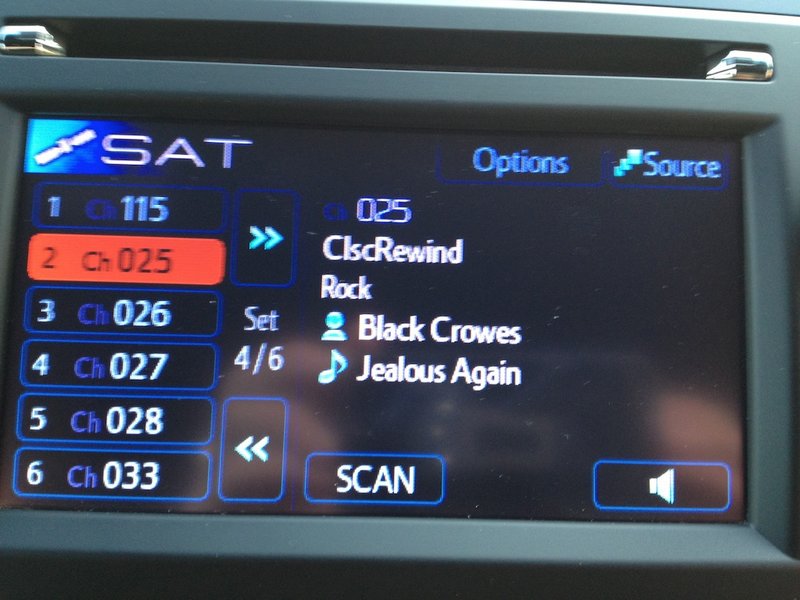 SAT
Options
Source
1 Ch 115
2 Ch 025
3 Ch 026
4 Ch 027
5 Ch 028
6 Ch 033
>>
Set
4/6
<<
Ch 025
ClscRewind
Rock
Black Crowes
Jealous Again
SCAN